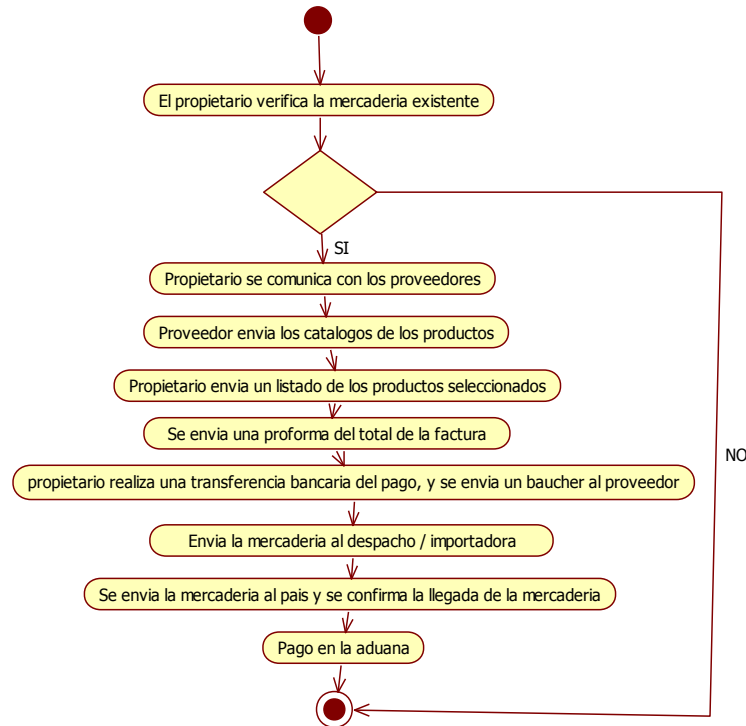 El propietario verifica la mercaderia existente
SI
Propietario se comunica con los proveedores
Proveedor envia los catalogos de los productos
Propietario envia un listado de los productos seleccionados
Se envia una proforma del total de la factura
NO
propietario realiza una transferencia bancaria del pago, y se envia un baucher al proveedor
Envia la mercaderia al despacho / importadora
Se envia la mercaderia al pais y se confirma la llegada de la mercaderia
Pago en la aduana